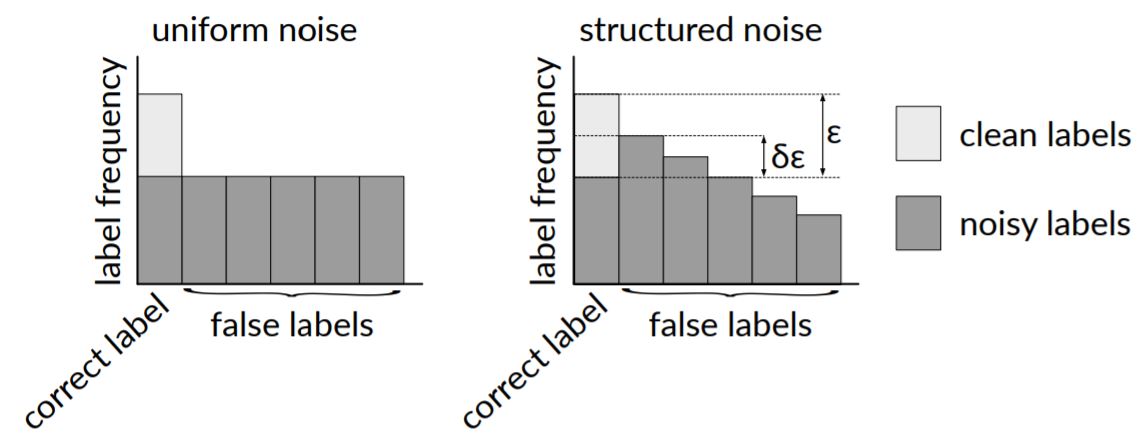 uniform noise
structured noise
label frequency
label frequency
ε
δε
clean labels
noisy labels
correct label
false labels
correct label
false labels